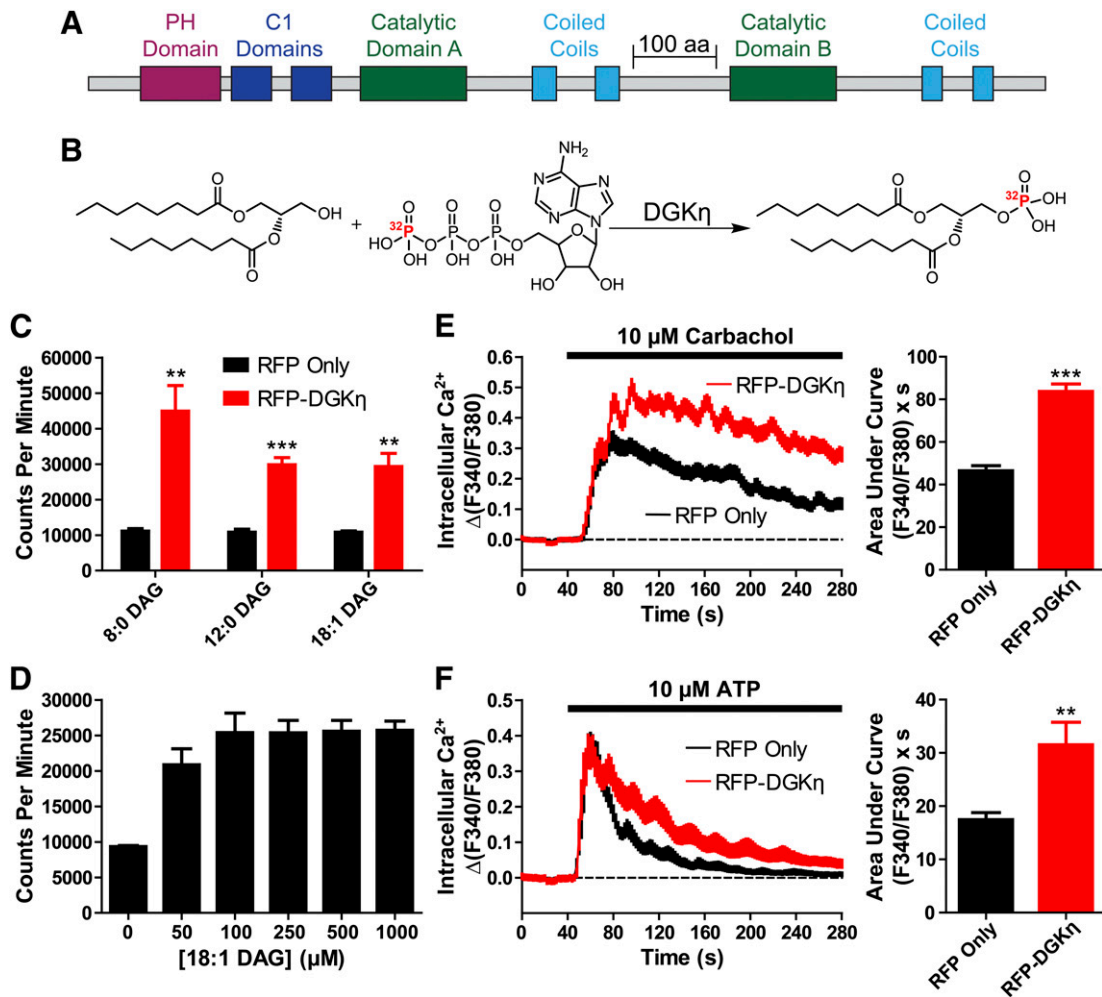 A
PH
Domain
C1
Domains
Catalytic
Domain A
Coiled
Coils
100 aa
Catalytic
Domain B
Coiled
Coils
B
NH2
N
N
N
N
O
O
OH
O
O
+
32P
O
HO
OH
O
P
O
OH
O
P
O
OH
O
O
HO
OH
DGKη
O
O
O
O
O
32P
O
OH
OH
C
Counts Per Minute
60000
50000
40000
30000
20000
10000
0
RFP Only
RFP-DGKη
**
***
**
8:0 DAG
12:0 DAG
18:1 DAG
D
Counts Per Minute
30000
25000
20000
15000
10000
5000
0
0 50 100 250 500 1000
[18:1 DAG] (µM)
E
10 µM Carbachol
Intracellular Ca2+
Δ(F340/F380)
0.6
0.5
0.4
0.3
0.2
0.1
0.0
RFP-DGKη
RFP Only
0 40 80 120 160 200 240 280
Time (s)
Area Under Curve
(F340/F380) x s
100
80
60
40
20
0
***
RFP Only
RFP-DGKη
F
10 µM ATP
Intracellular Ca2+
Δ(F340/F380)
0.5
0.4
0.3
0.2
0.1
0.0
RFP Only
RFP-DGKη
0 40 80 120 160 200 240 280
Time (s)
Area Under Curve
(F340/F380) x s
40
30
20
10
0
**
RFP Only
RFP-DGKη